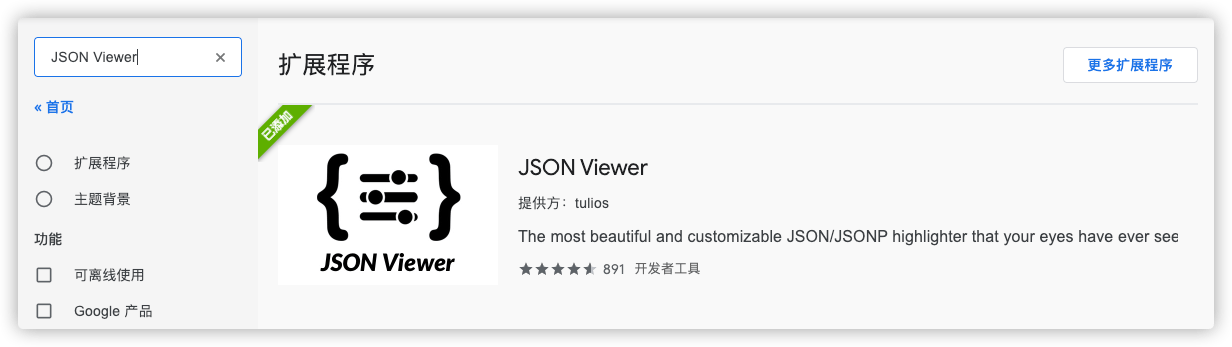 JSON Viewer
« 首页
扩展程序
主题背景
功能
可离线使用
Google 产品
扩展程序
更多扩展程序
已添加
JSON Viewer
JSON Viewer
提供方：tulios
The most beautiful and customizable JSON/JSONP highlighter that your eyes have ever see
891 开发者工具